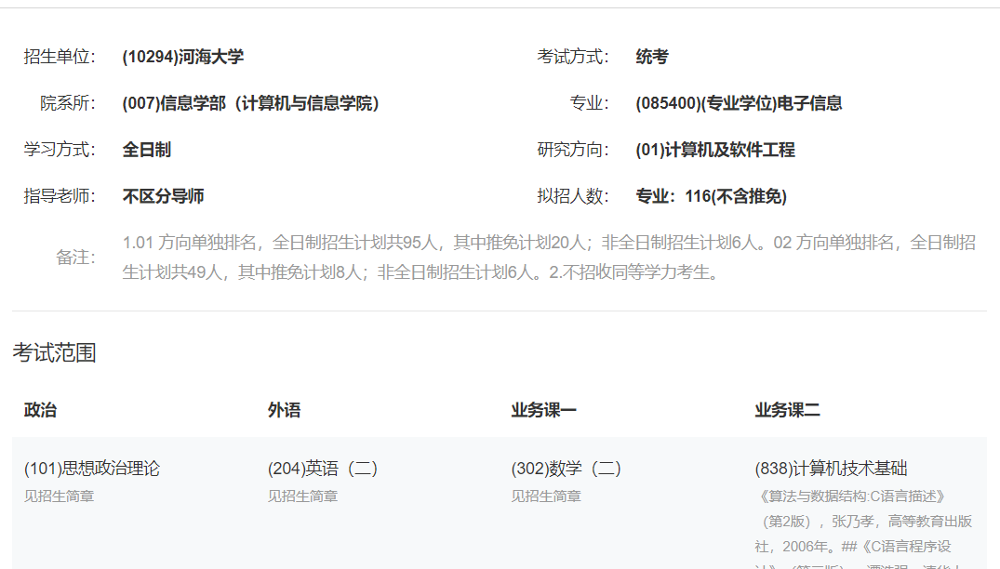 招生单位： (10294)河海大学 考试方式： 统考
院系所： (007)信息学部（计算机与信息学院） 专业： (085400)(专业学位)电子信息
学习方式： 全日制 研究方向： (01)计算机及软件工程
指导老师： 不区分导师 拟招人数： 专业：116(不含推免)
备注： 1.01 方向单独排名，全日制招生计划共95人，其中推免计划20人；非全日制招生计划6人。02 方向单独排名，全日制招
生计划共49人，其中推免计划8人；非全日制招生计划6人。2.不招收同等学力考生。
考试范围
政治 外语 业务课一 业务课二
(101)思想政治理论 (204)英语（二） (302)数学（二） (838)计算机技术基础
见招生简章 见招生简章 见招生简章 《算法与数据结构:C语言描述》
（第2版），张乃孝，高等教育出版
社，2006年。##《C语言程序设